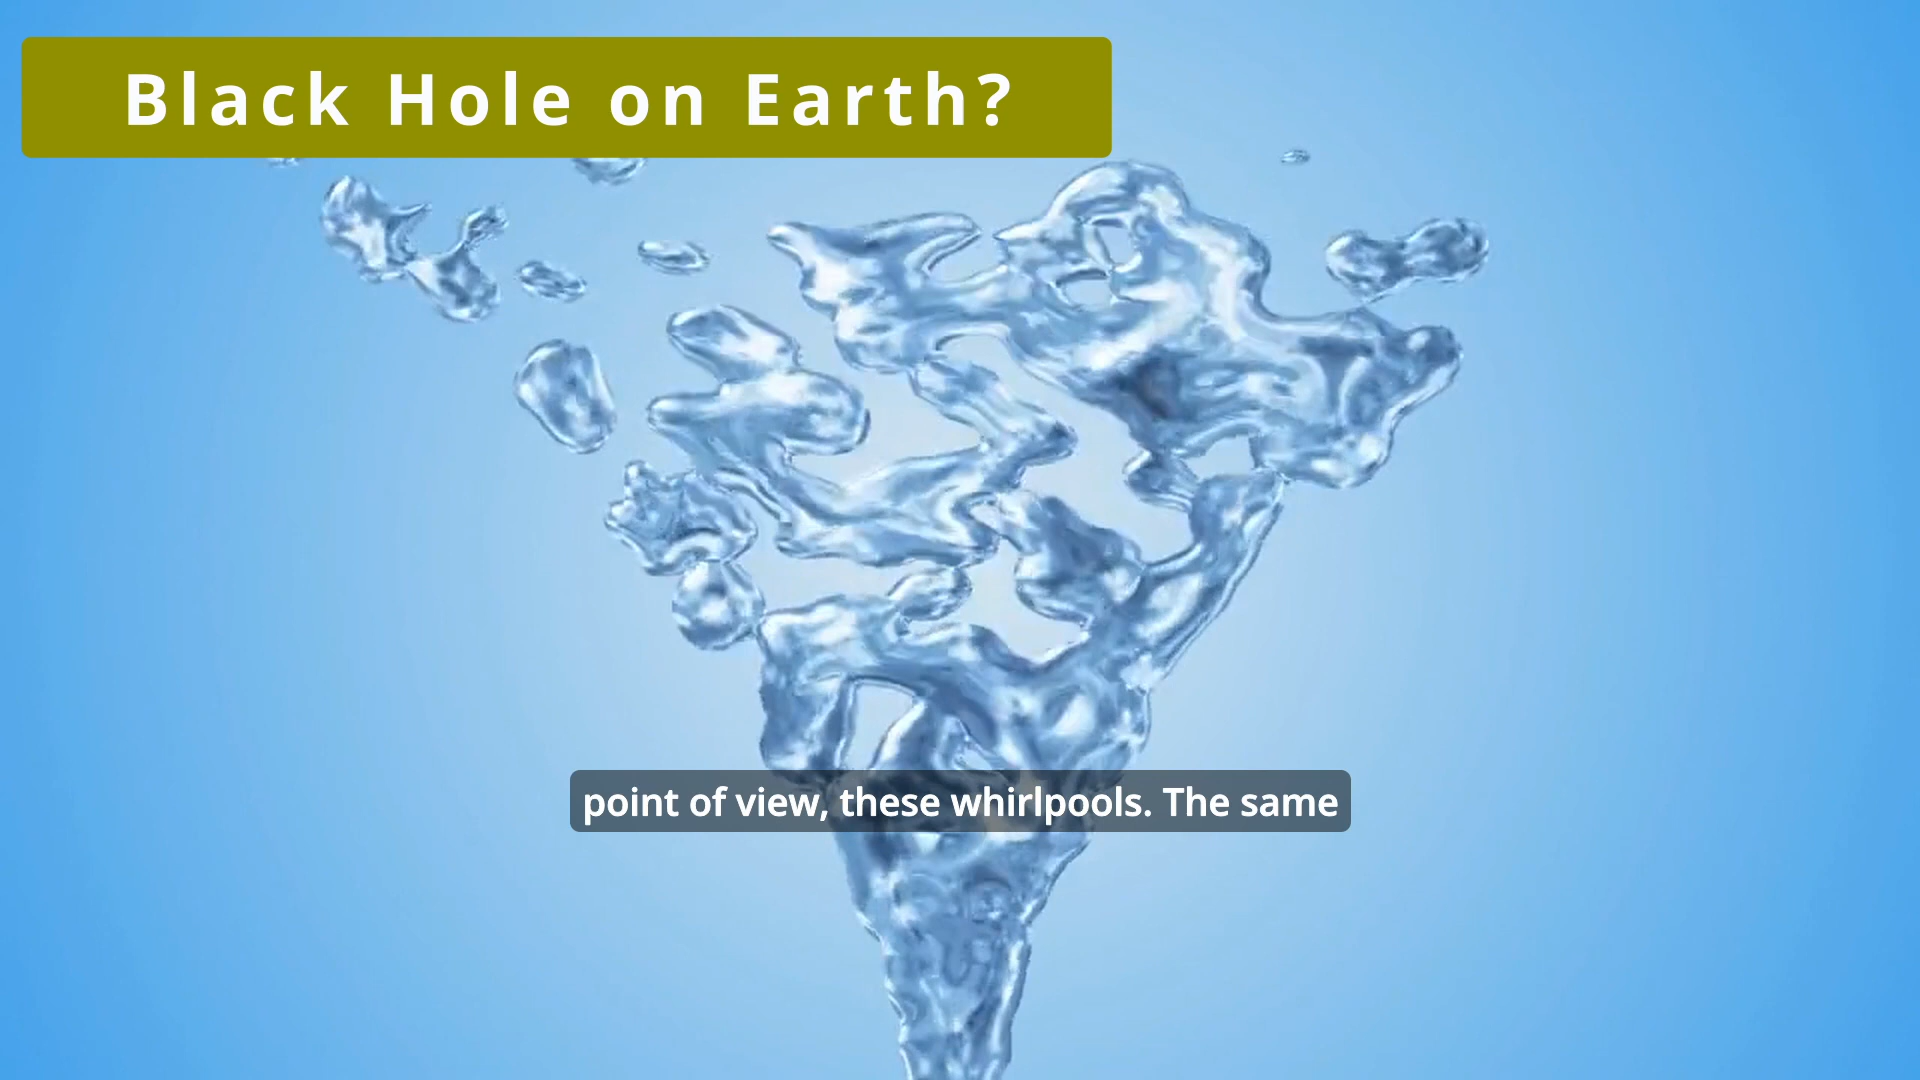 Black Hole on Earth?
point of view, these whirlpools. The same